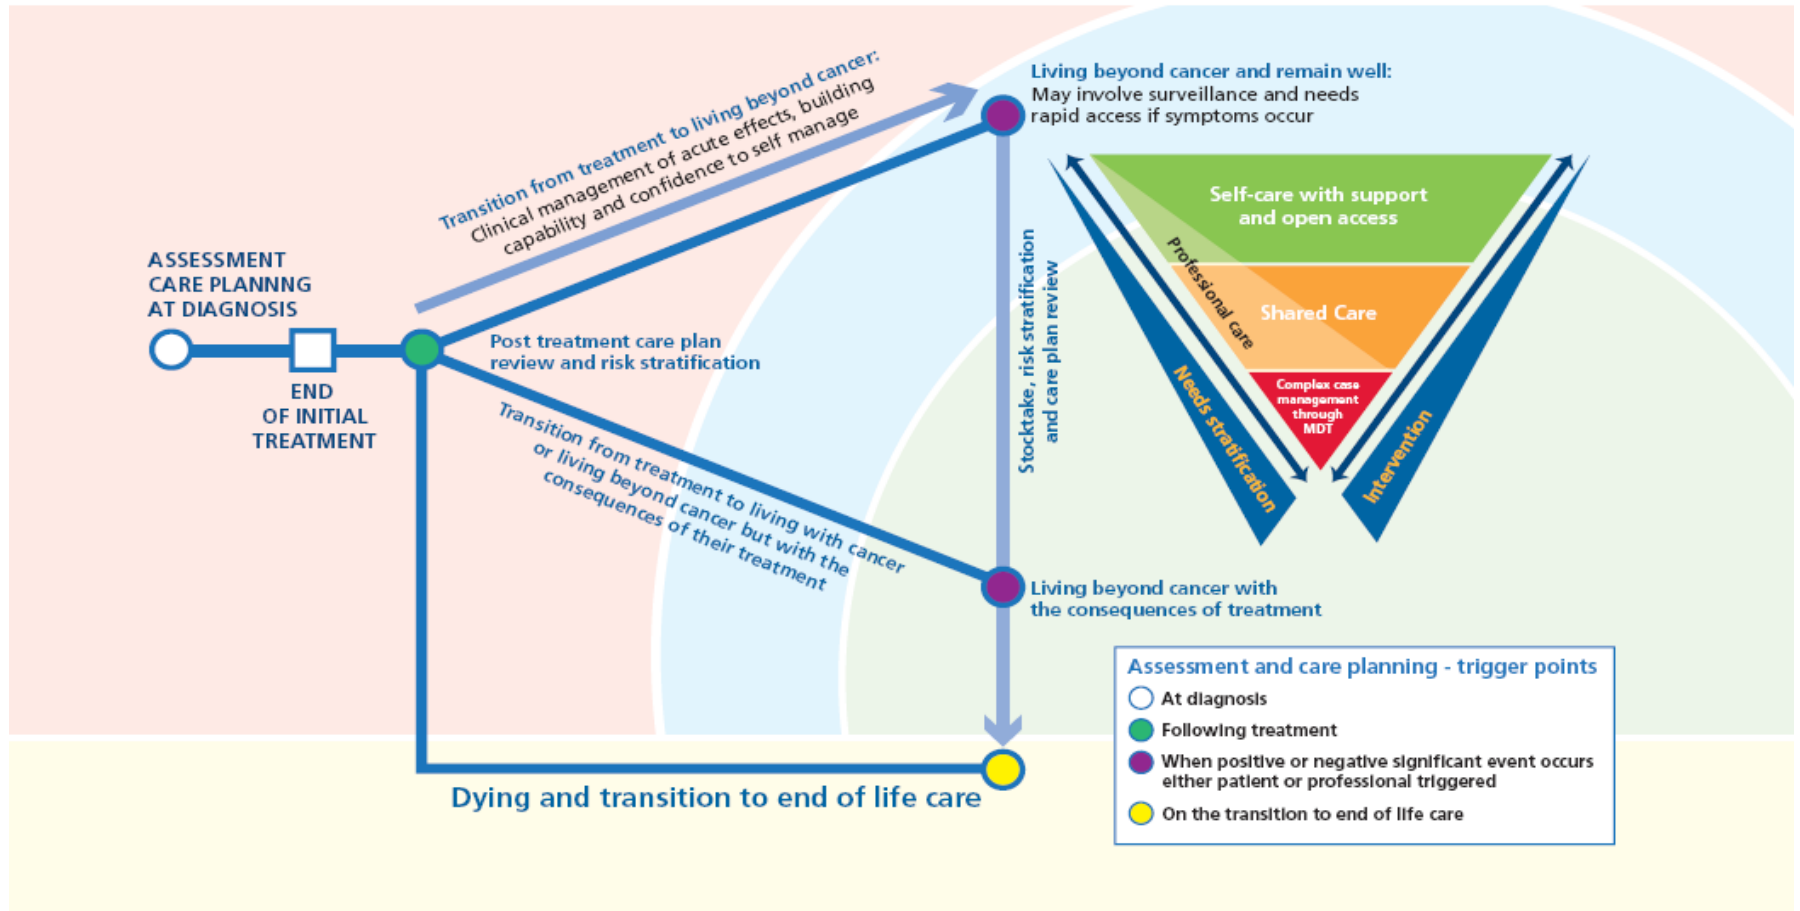 Transition from treatment to living beyond cancer:
Clinical management of acute effects, building
capability and confidence to self manage
Living beyond cancer and remain well:
May involve surveillance and needs
rapid access if symptoms occur
ASSESSMENT
CARE PLANNNG
AT DIAGNOSIS
END
OF INITIAL
TREATMENT
Post treatment care plan
review and risk stratification
Transition from treatment to living with cancer
or living beyond cancer but with the
consequences of their treatment
Stocktake, risk stratification
and care plan review
Self-care with support
and open access
Professional care
Shared Care
Complex case
management
through
MDT
Needs stratification
Intervention
Living beyond cancer with
the consequences of treatment
Dying and transition to end of life care
Assessment and care planning - trigger points
At diagnosis
Following treatment
When positive or negative significant event occurs
either patient or professional triggered
On the transition to end of life care